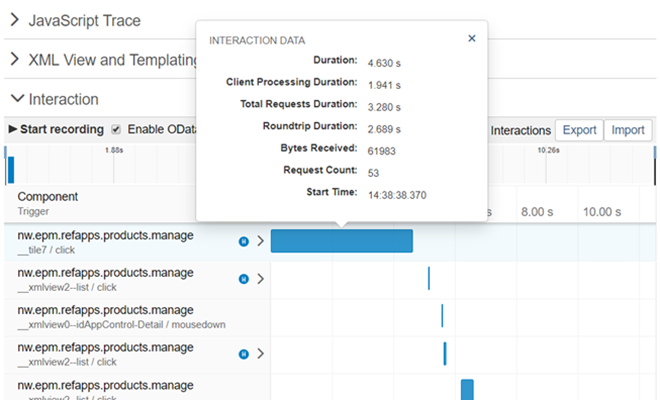 JavaScript Trace
XML View and Templating
Interaction
Start recording Enable OData Interactions Export Import
1.88s 10.26s
INTERACTION DATA ×
Duration: 4.630 s
Client Processing Duration: 1.941 s
Total Requests Duration: 3.280 s
Roundtrip Duration: 2.689 s
Bytes Received: 61983
Request Count: 53
Start Time: 14:38:38.370
Component
Trigger
s 8.00 s 10.00 s
nw.epm.refapps.products.manage
__tile7 / click H
nw.epm.refapps.products.manage
__xmlview2--list / click H
nw.epm.refapps.products.manage
__xmlview0--idAppControl-Detail / mousedown
nw.epm.refapps.products.manage
__xmlview2--list / click H
nw.epm.refapps.products.manage